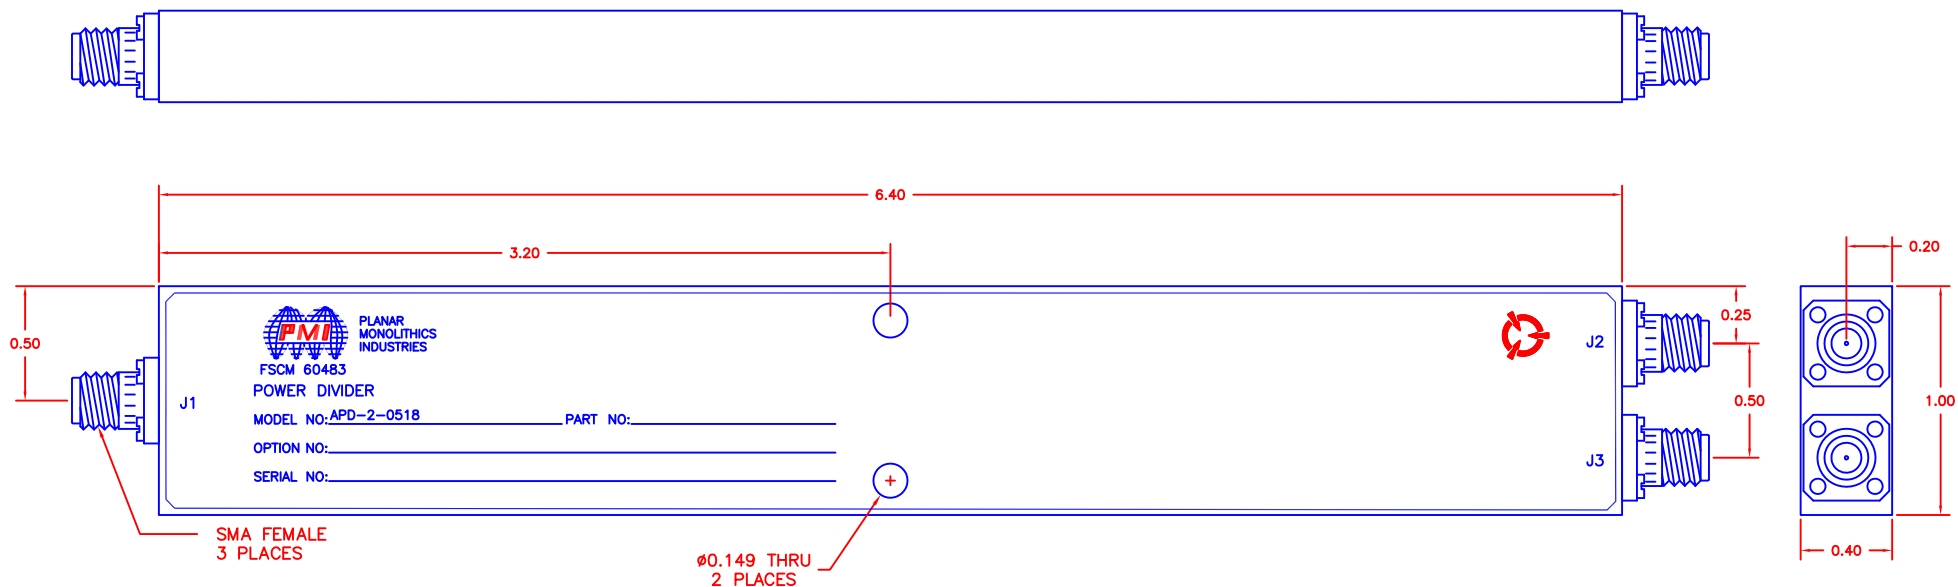 6.40
3.20
0.20
0.50
PMI
PLANAR
MONOLITHICS
INDUSTRIES
FSCM 60483
POWER DIVIDER
MODEL NO: APD-2-0518 PART NO:
OPTION NO:
SERIAL NO:
J1
J2
J3
0.25
0.50
1.00
0.40
SMA FEMALE
3 PLACES
ø0.149 THRU
2 PLACES